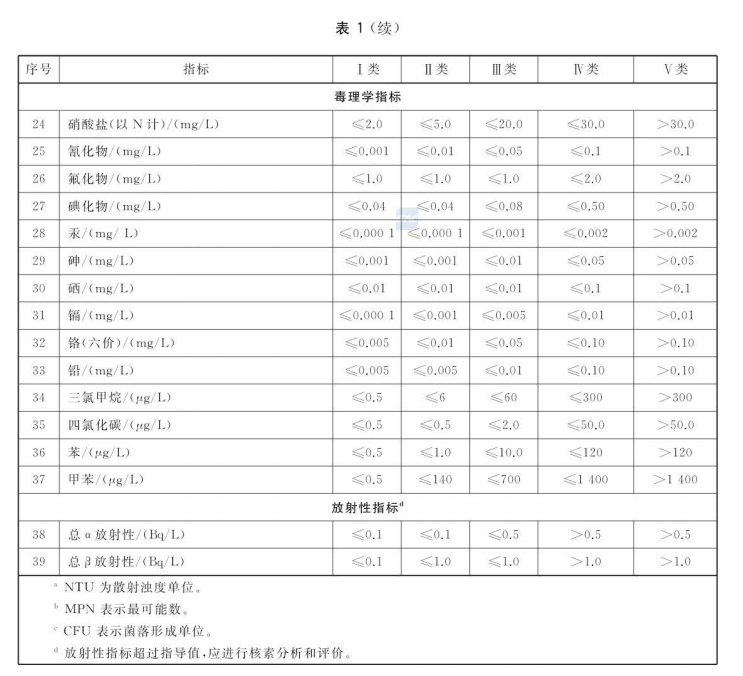 表 1(续)
序号 指标 Ⅰ类 Ⅱ类 Ⅲ类 Ⅳ类 Ⅴ类
毒理学指标
24 硝酸盐(以 N 计)/(mg/L) ≤2.0 ≤5.0 ≤20.0 ≤30.0 >30.0
25 氰化物/(mg/L) ≤0.001 ≤0.01 ≤0.05 ≤0.1 >0.1
26 氟化物/(mg/L) ≤1.0 ≤1.0 ≤1.0 ≤2.0 >2.0
27 碘化物/(mg/L) ≤0.04 ≤0.04 ≤0.08 ≤0.50 >0.50
28 汞/(mg/ L) ≤0.000 1 ≤0.000 1 ≤0.001 ≤0.002 >0.002
29 砷/(mg/L) ≤0.001 ≤0.001 ≤0.01 ≤0.05 >0.05
30 硒/(mg/L) ≤0.01 ≤0.01 ≤0.01 ≤0.1 >0.1
31 镉/(mg/L) ≤0.000 1 ≤0.001 ≤0.005 ≤0.01 >0.01
32 铬(六价)/(mg/L) ≤0.005 ≤0.01 ≤0.05 ≤0.10 >0.10
33 铅/(mg/L) ≤0.005 ≤0.005 ≤0.01 ≤0.10 >0.10
34 三氯甲烷/(μg/L) ≤0.5 ≤6 ≤60 ≤300 >300
35 四氯化碳/(μg/L) ≤0.5 ≤0.5 ≤2.0 ≤50.0 >50.0
36 苯/(μg/L) ≤0.5 ≤1.0 ≤10.0 ≤120 >120
37 甲苯/(μg/L) ≤0.5 ≤140 ≤700 ≤1 400 >1 400
放射性指标ᵈ
38 总 α 放射性/(Bq/L) ≤0.1 ≤0.1 ≤0.5 >0.5 >0.5
39 总 β 放射性/(Bq/L) ≤0.1 ≤1.0 ≤1.0 >1.0 >1.0
ᵃ NTU 为散射浊度单位。
ᵇ MPN 表示最可能数。
ᶜ CFU 表示菌落形成单位。
ᵈ 放射性指标超过指导值,应进行核素分析和评价。